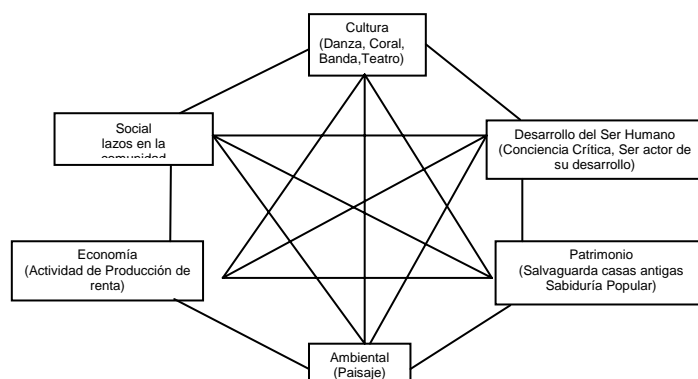 Cultura
(Danza, Coral,
Banda,Teatro)
Social
lazos en la
comunidad
Desarrollo del Ser Humano
(Conciencia Crítica, Ser actor de
su desarrollo)
Economía
(Actividad de Producción de
renta)
Patrimonio
(Salvaguarda casas antigas
Sabiduría Popular)
Ambiental
(Paisaje)